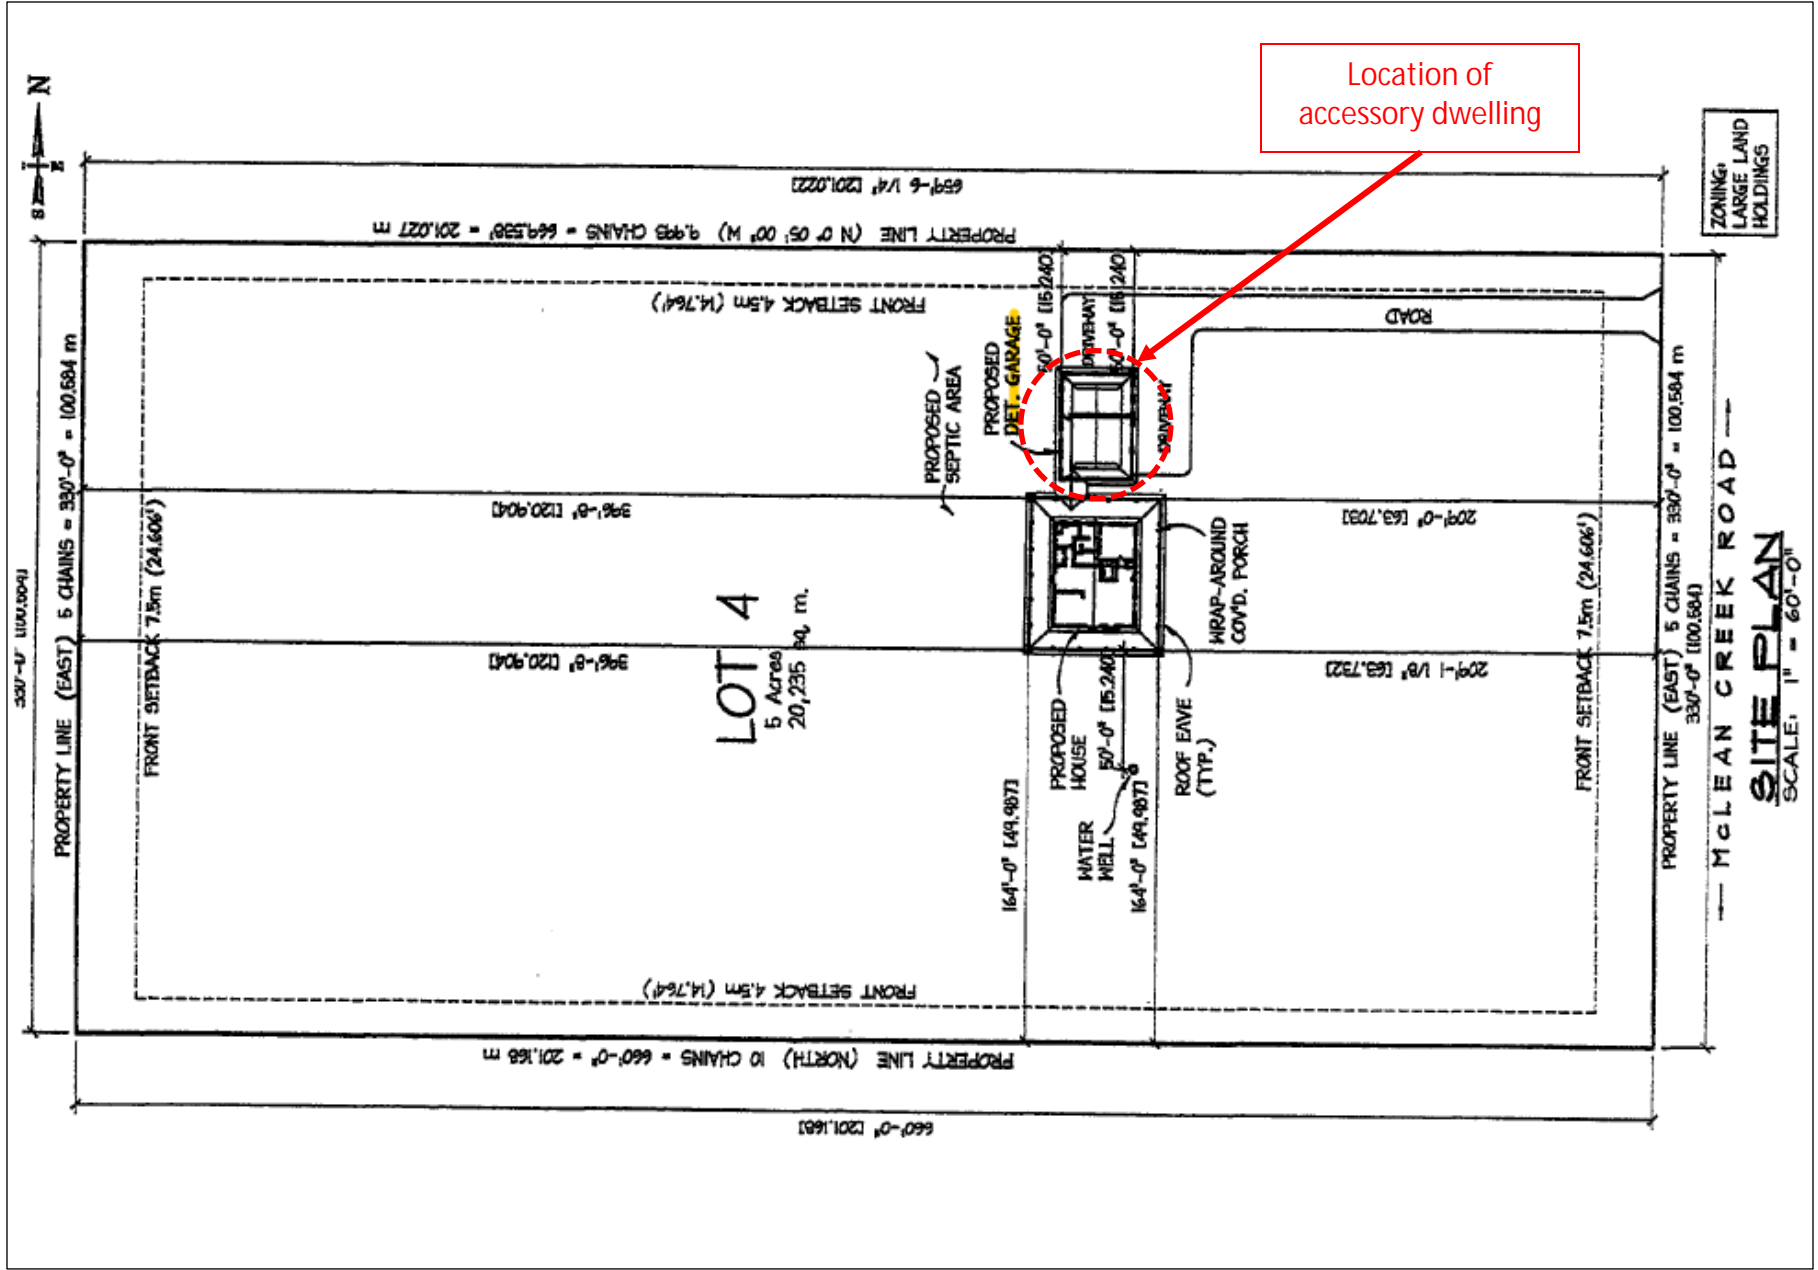 Location of
accessory dwelling
N
S
E
ZONING:
LARGE LAND
HOLDINGS
659'-6 1/4" [201.022]
PROPERTY LINE (N 0° 05' 00" W) 9.993 CHAINS = 669.538' = 201.027 m
FRONT SETBACK 4.5m (14.764')
50'-0" [15.240]
DRIVEWAY
50'-0" [15.240]
ROAD
PROPOSED
DET. GARAGE
PROPOSED
SEPTIC AREA
DRIVEWAY
PROPERTY LINE (EAST) 5 CHAINS = 330'-0" = 100.584 m
FRONT SETBACK 7.5m (24.606')
396'-8" [120.904]
209'-0" [63.703]
396'-8" [120.904]
209'-1 1/8" [63.732]
LOT 4
5 Acres
20,235 sq. m.
WRAP-AROUND
COV'D. PORCH
PROPOSED
HOUSE
50'-0" [15.240]
ROOF EAVE
(TYP.)
WATER
WELL
164'-0" [49.987]
164'-0" [49.987]
FRONT SETBACK 7.5m (24.606')
PROPERTY LINE (EAST) 5 CHAINS = 330'-0" = 100.584 m
330'-0" [100.584]
McLEAN CREEK ROAD
SITE PLAN
SCALE: 1" = 60'-0"
FRONT SETBACK 4.5m (14.764')
PROPERTY LINE (NORTH) 10 CHAINS = 660'-0" = 201.168 m
660'-0" [201.168]